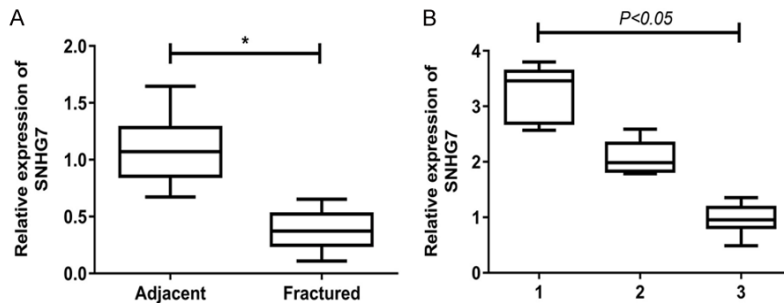 A
Relative expression of
SNHG7
2.0
1.5
1.0
0.5
0.0
*
Adjacent
Fractured
B
Relative expression of
SNHG7
4
3
2
1
0
P<0.05
1
2
3